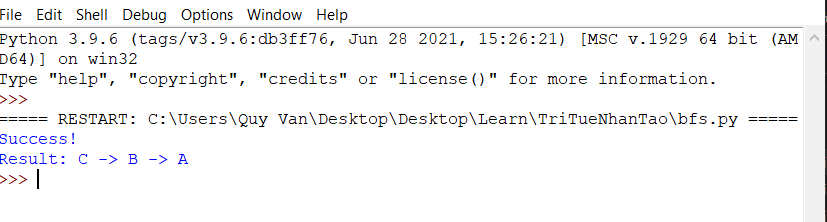 File Edit Shell Debug Options Window Help
Python 3.9.6 (tags/v3.9.6:db3ff76, Jun 28 2021, 15:26:21) [MSC v.1929 64 bit (AM
D64)] on win32
Type "help", "copyright", "credits" or "license()" for more information.
>>>
===== RESTART: C:\Users\Quy Van\Desktop\Desktop\Learn\TriTueNhanTao\bfs.py =====
Success!
Result: C -> B -> A
>>>